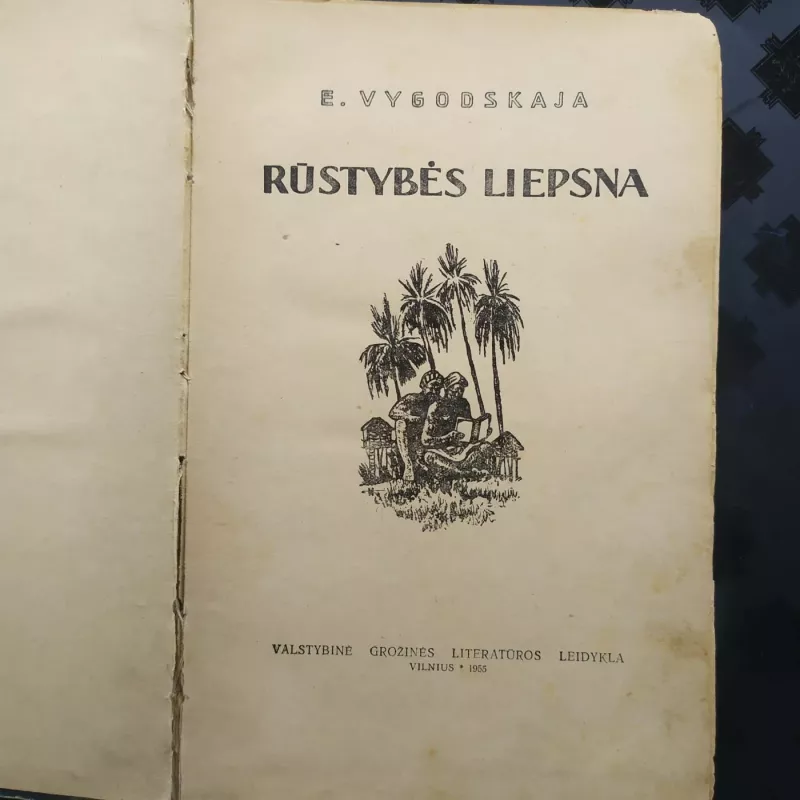 E. VYGODSKAJA
RŪSTYBĖS LIEPSNA
VALSTYBINĖ GROŽINĖS LITERATŪROS LEIDYKLA
VILNIUS * 1955